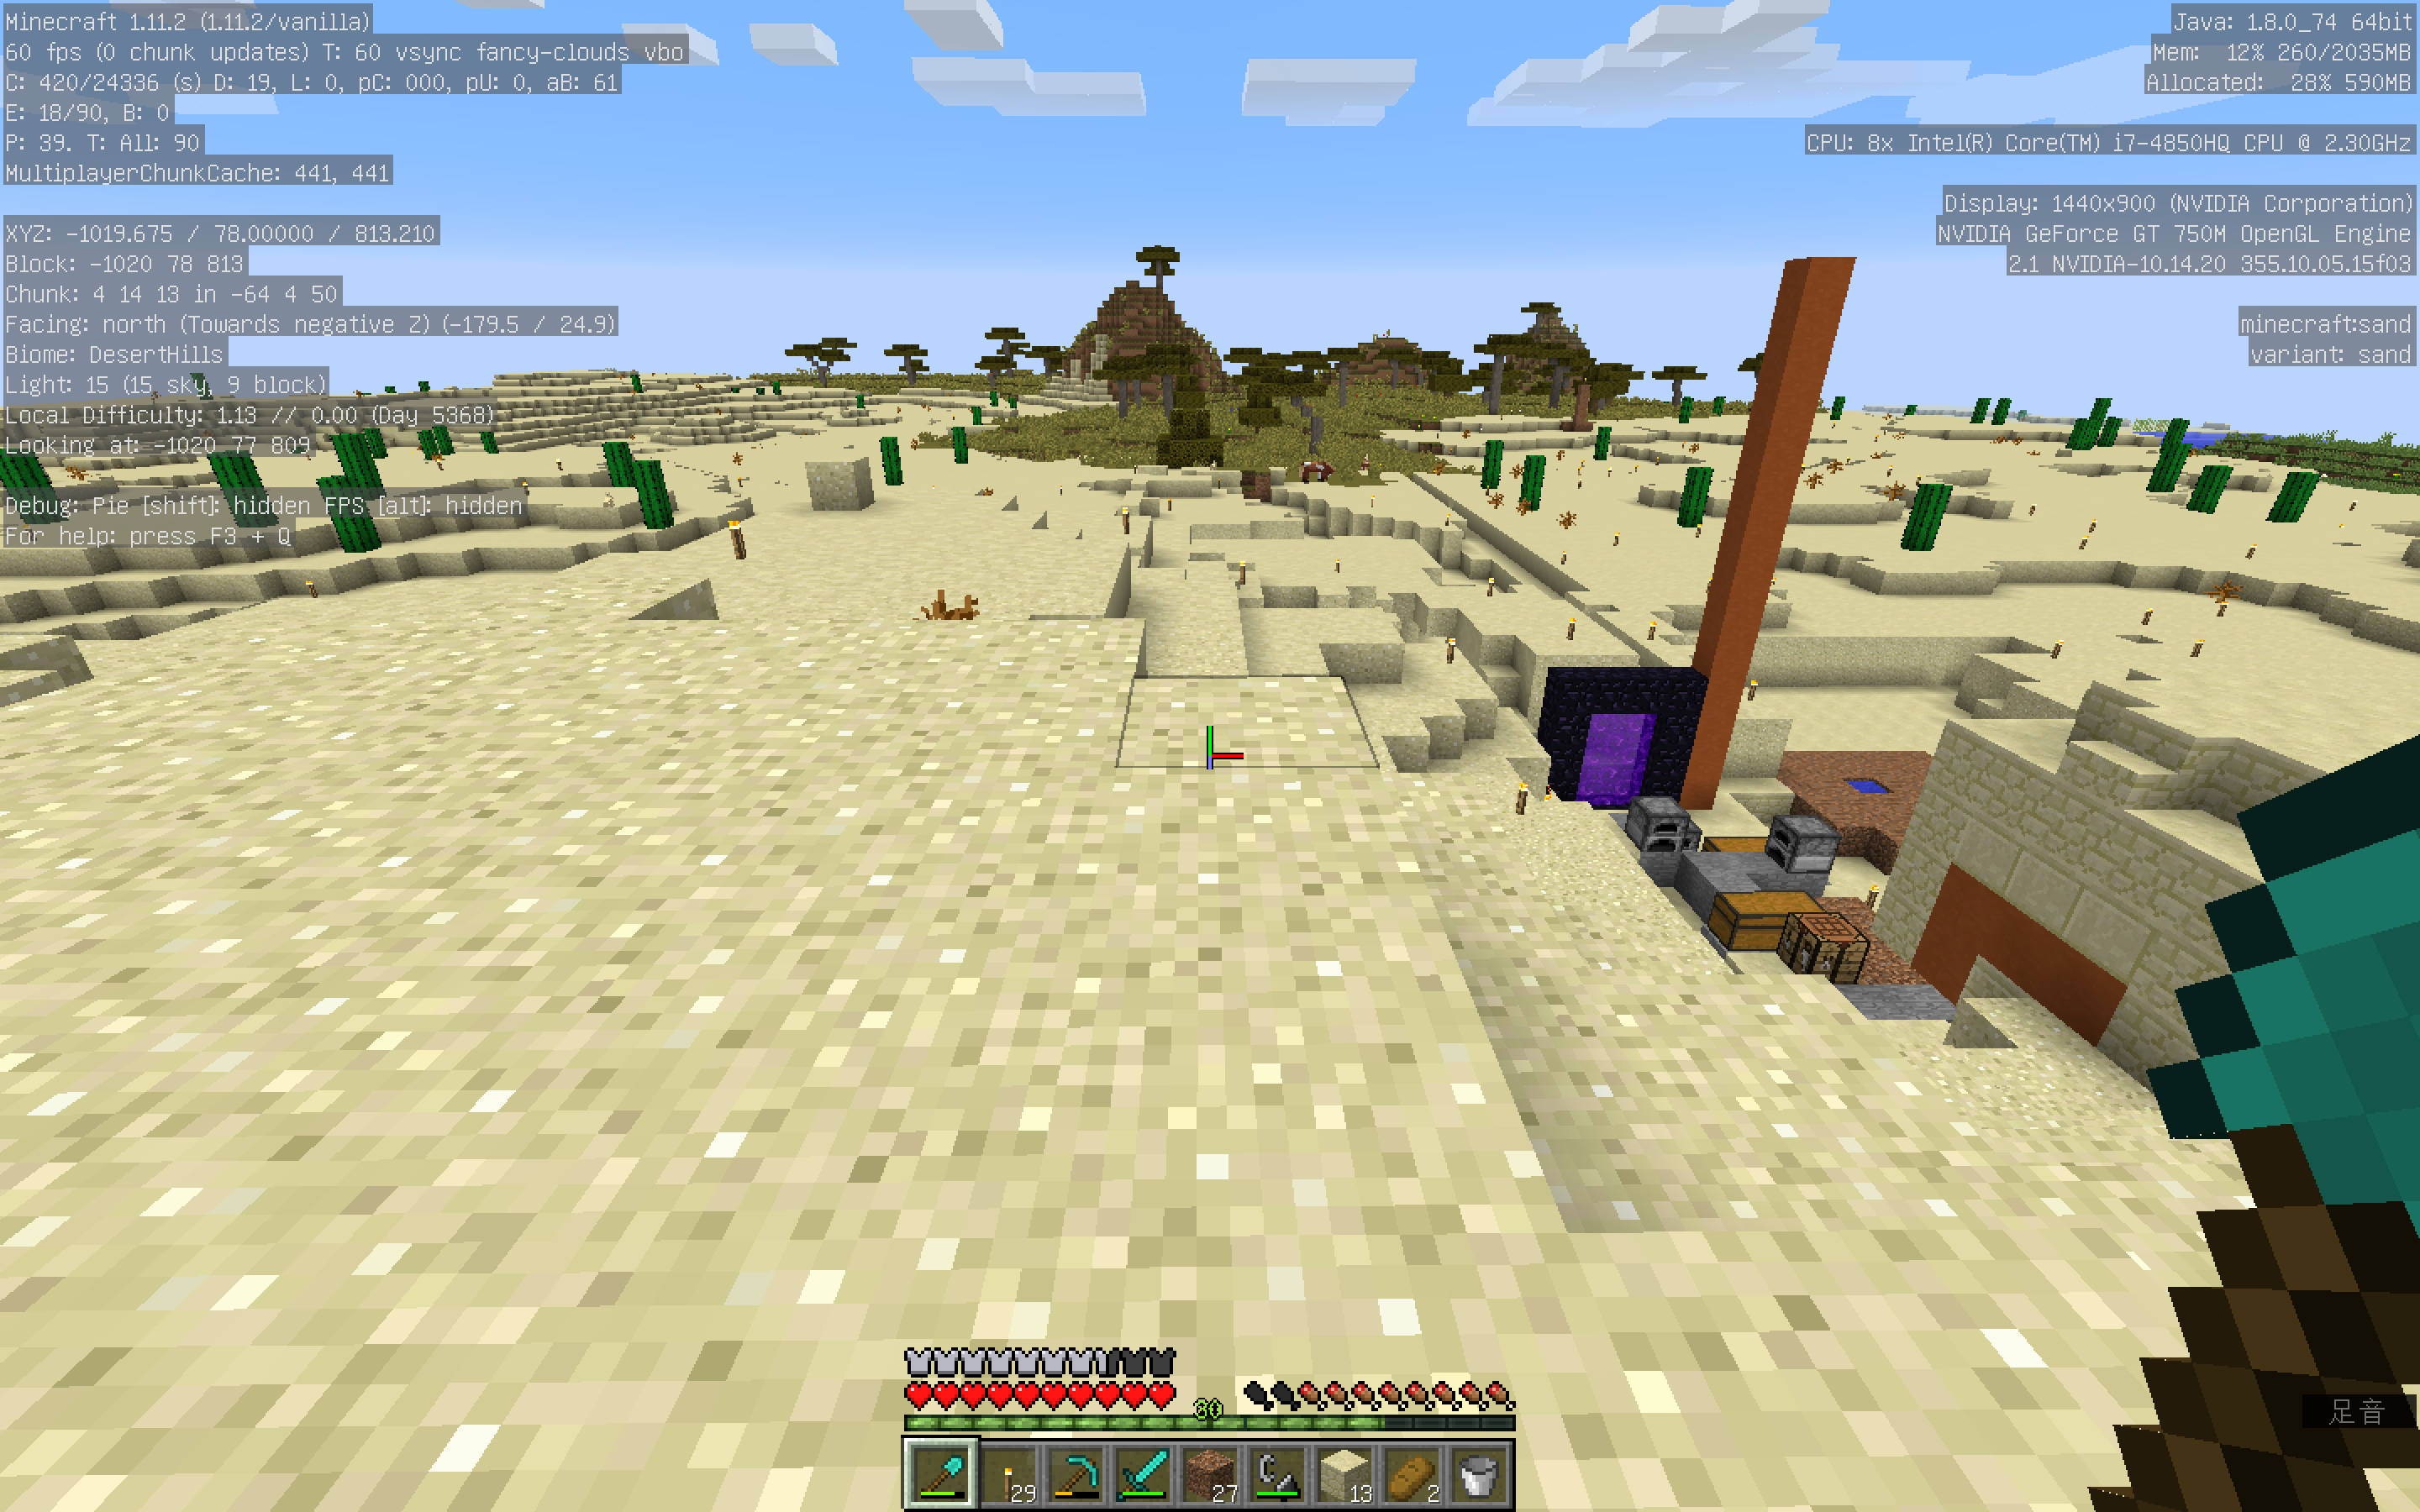 Minecraft 1.11.2 (1.11.2/vanilla)
60 fps (0 chunk updates) T: 60 vsync fancy-clouds vbo
C: 420/24336 (s) D: 19, L: 0, pC: 000, pU: 0, aB: 61
E: 18/90, B: 0
P: 39. T: All: 90
MultiplayerChunkCache: 441, 441
XYZ: -1019.675 / 78.00000 / 813.210
Block: -1020 78 813
Chunk: 4 14 13 in -64 4 50
Facing: north (Towards negative Z) (-179.5 / 24.9)
Biome: DesertHills
Light: 15 (15 sky, 9 block)
Local Difficulty: 1.13 // 0.00 (Day 5368)
Looking at: -1020 77 809
Debug: Pie [shift]: hidden FPS [alt]: hidden
For help: press F3 + Q
Java: 1.8.0_74 64bit
Mem: 12% 260/2035MB
Allocated: 28% 590MB
CPU: 8x Intel(R) Core(TM) i7-4850HQ CPU @ 2.30GHz
Display: 1440x900 (NVIDIA Corporation)
NVIDIA GeForce GT 750M OpenGL Engine
2.1 NVIDIA-10.14.20 355.10.05.15f03
minecraft:sand
variant: sand
足音
30
29
27
13
2